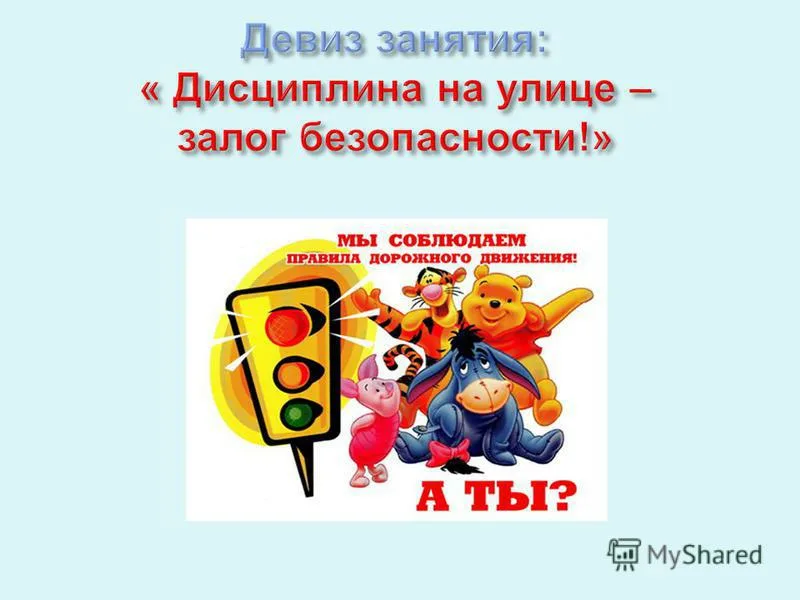 Девиз занятия:
« Дисциплина на улице –
залог безопасности!»
МЫ СОБЛЮДАЕМ
ПРАВИЛА ДОРОЖНОГО ДВИЖЕНИЯ!
А ТЫ?
MyShared